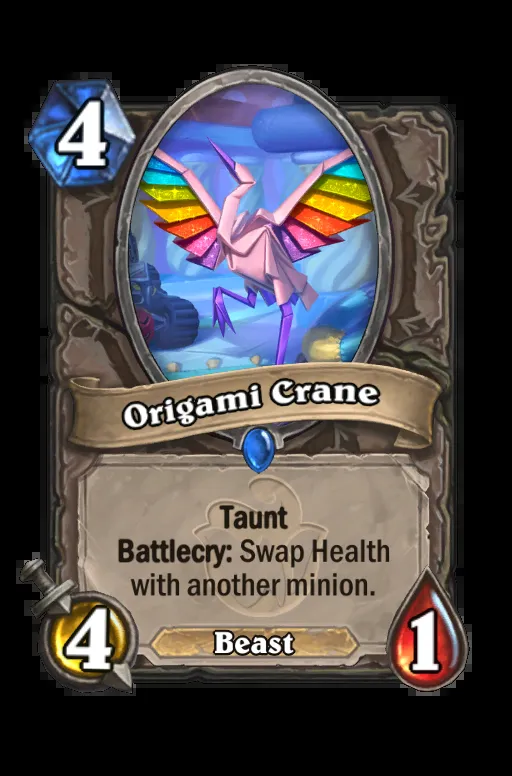 4
Origami Crane
Taunt
Battlecry: Swap Health
with another minion.
4
Beast
1